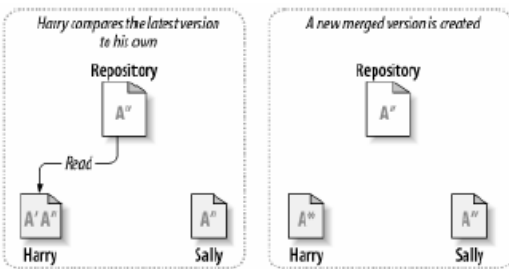 Harry compares the latest version
to his own
Repository
A"
Read
A' A"
A"
Harry
Sally
A new merged version is created
Repository
A"
A*
A"
Harry
Sally